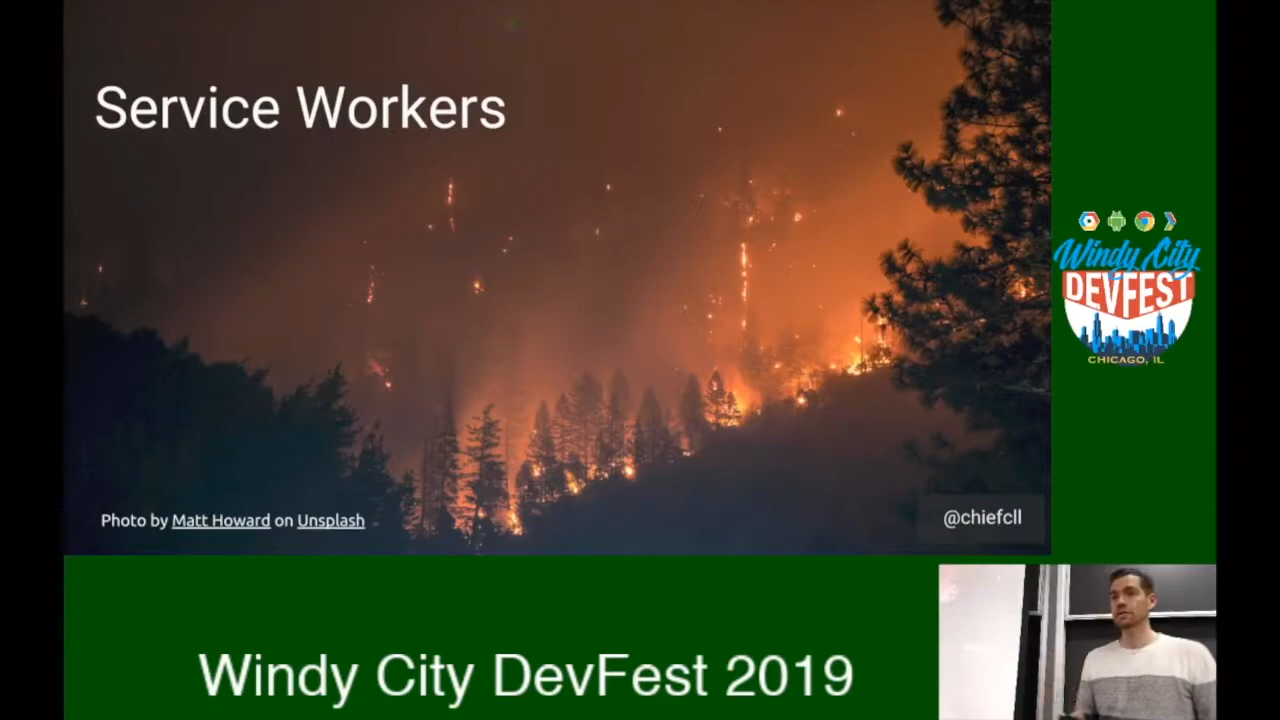 Service Workers
Photo by Matt Howard on Unsplash
@chiefcll
Windy City
DEVFEST
CHICAGO, IL
Windy City DevFest 2019